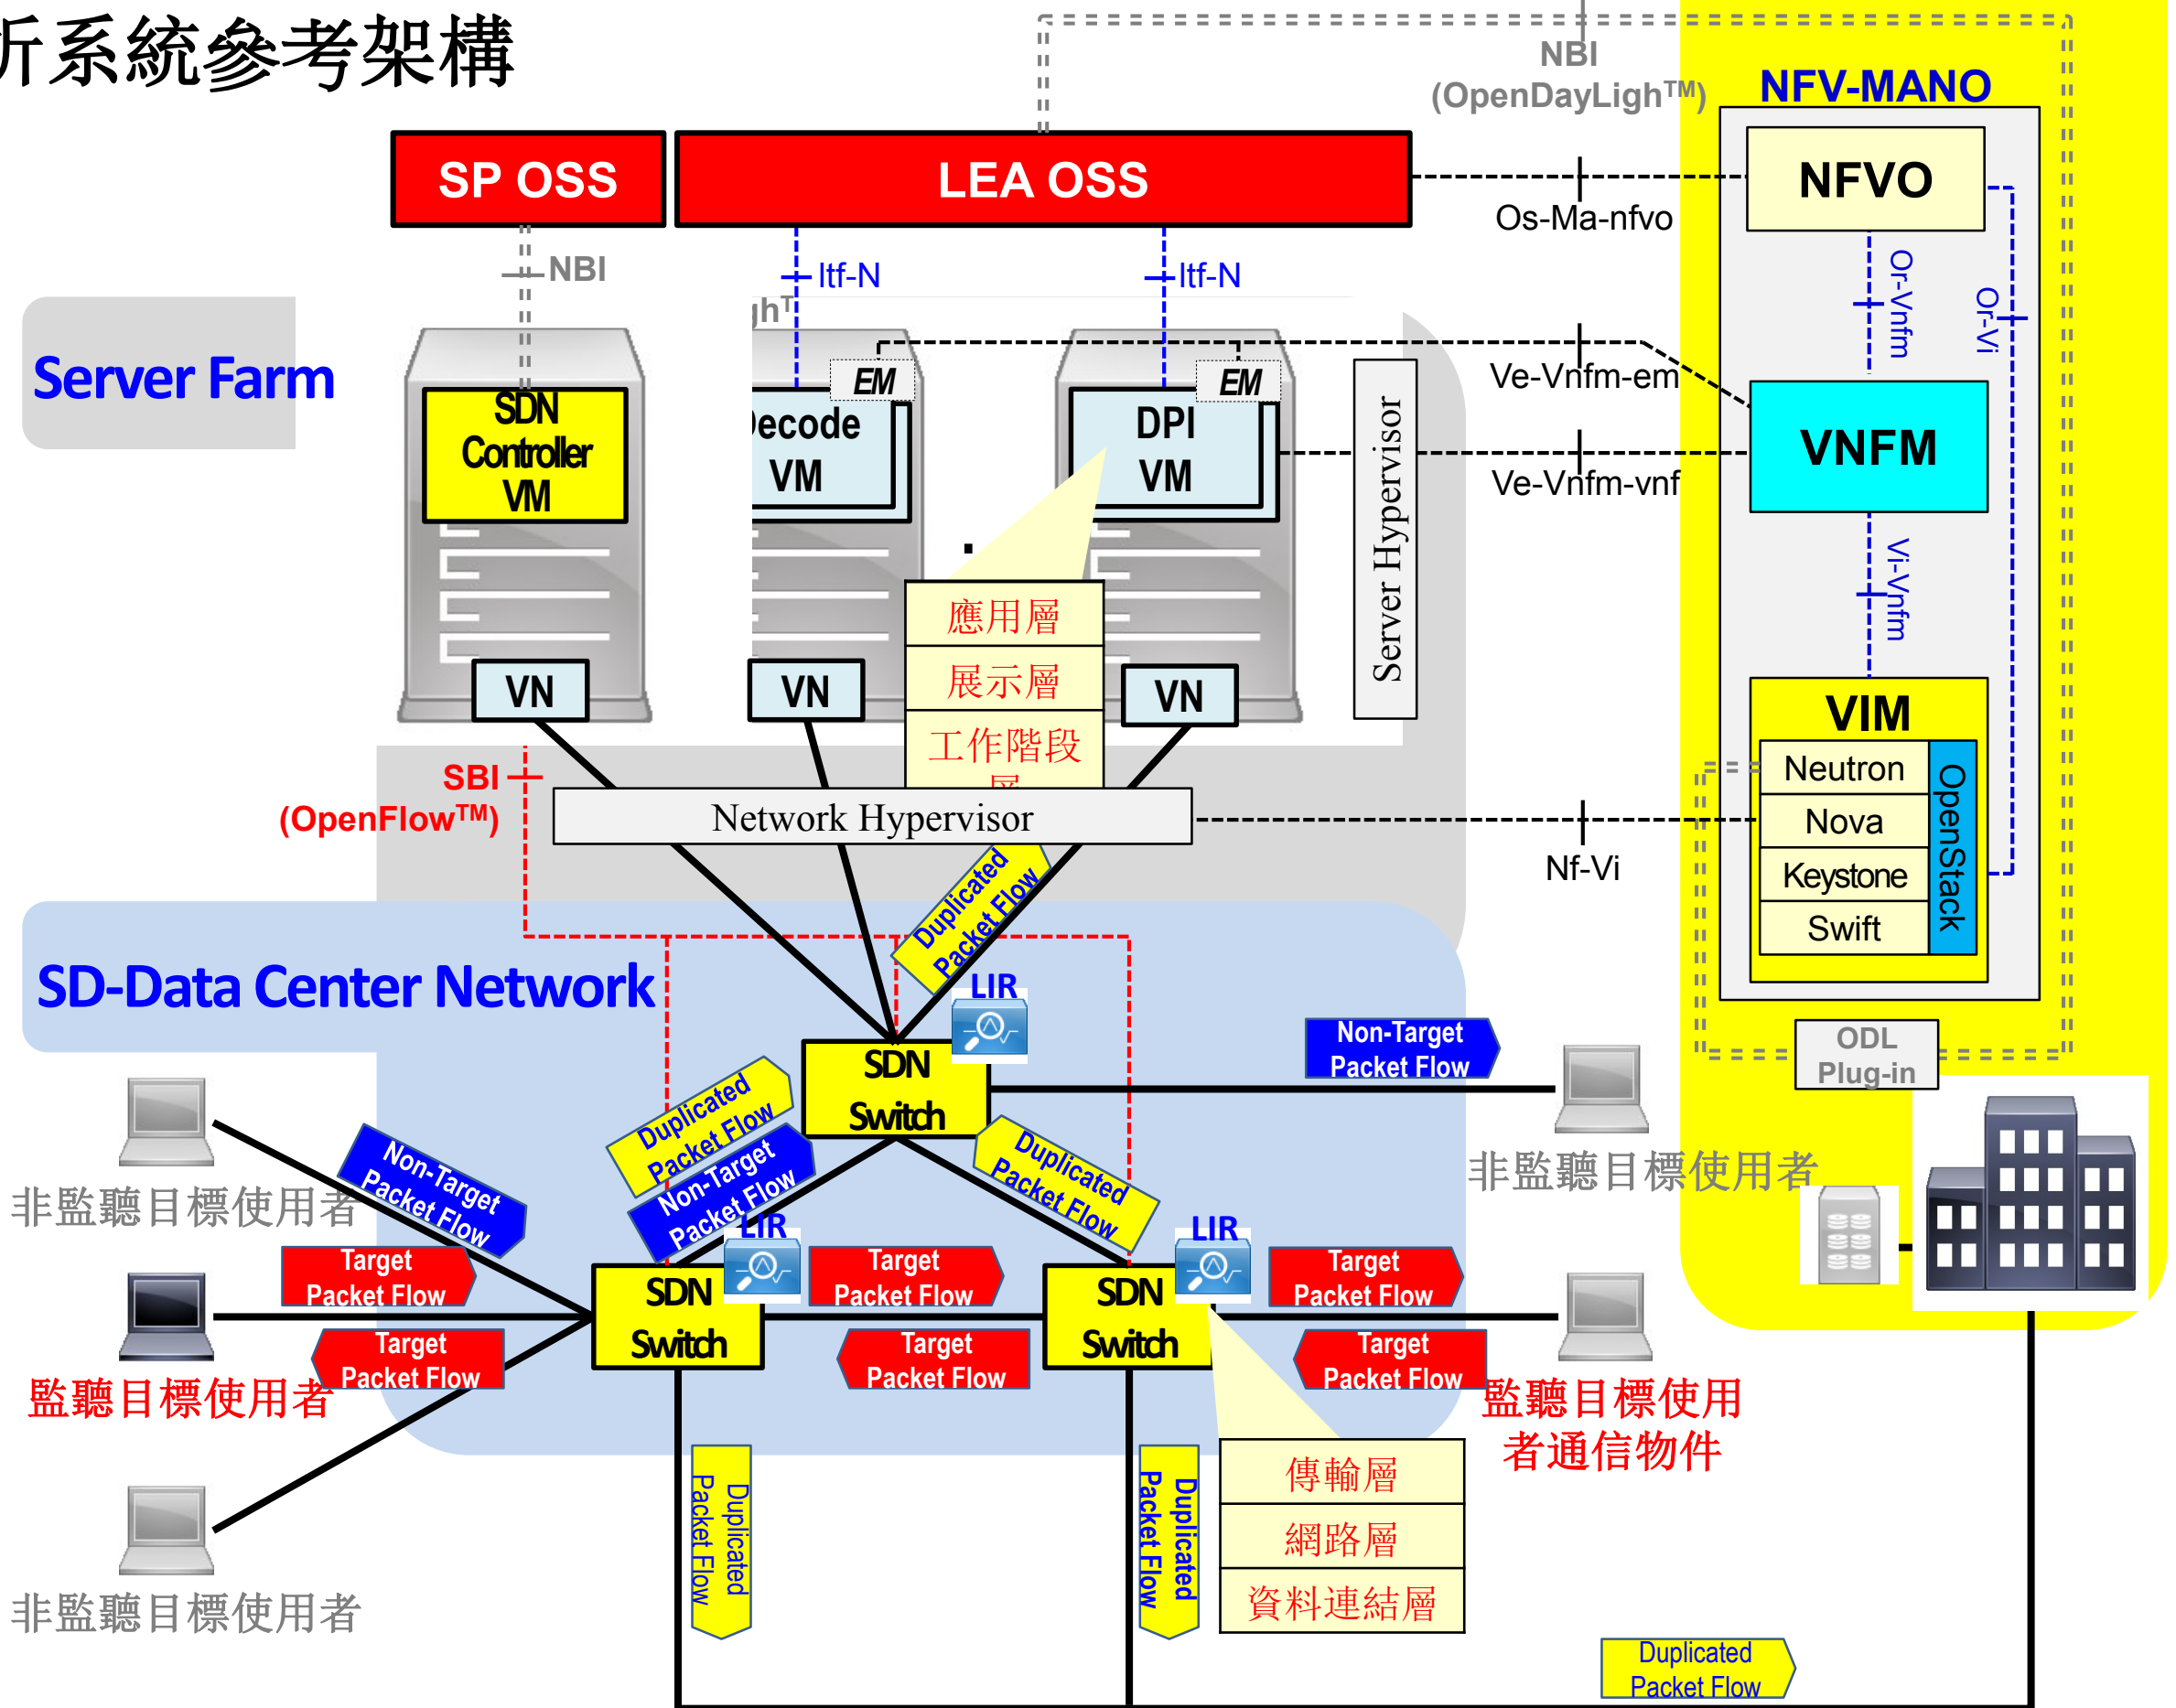 析系統參考架構
NBI
(OpenDayLighTM)
NFV-MANO
SP OSS
LEA OSS
NFVO
Os-Ma-nfvo
NBI
Itf-N
Itf-N
Or-Vnfm
Or-Vi
ghT
Server Farm
EM
EM
SDN
Controller
VM
ecode
VM
DPI
VM
.
Server Hypervisor
Ve-Vnfm-em
Ve-Vnfm-vnf
VNFM
Vi-Vnfm
應用層
展示層
工作階段
層
VN
VN
VN
VIM
Neutron
Nova
Keystone
Swift
OpenStack
SBI
(OpenFlowTM)
Network Hypervisor
Nf-Vi
Duplicated
Packet Flow
SD-Data Center Network
LIR
SDN
Switch
Non-Target
Packet Flow
ODL
Plug-in
Duplicated
Packet Flow
Non-Target
Packet Flow
Duplicated
Packet Flow
Non-Target
Packet Flow
非監聽目標使用者
非監聽目標使用者
LIR
LIR
Target
Packet Flow
Target
Packet Flow
Target
Packet Flow
SDN
Switch
SDN
Switch
Target
Packet Flow
Target
Packet Flow
Target
Packet Flow
監聽目標使用者
監聽目標使用
者通信物件
Duplicated
Packet Flow
Duplicated
Packet Flow
傳輸層
網路層
資料連結層
非監聽目標使用者
Duplicated
Packet Flow